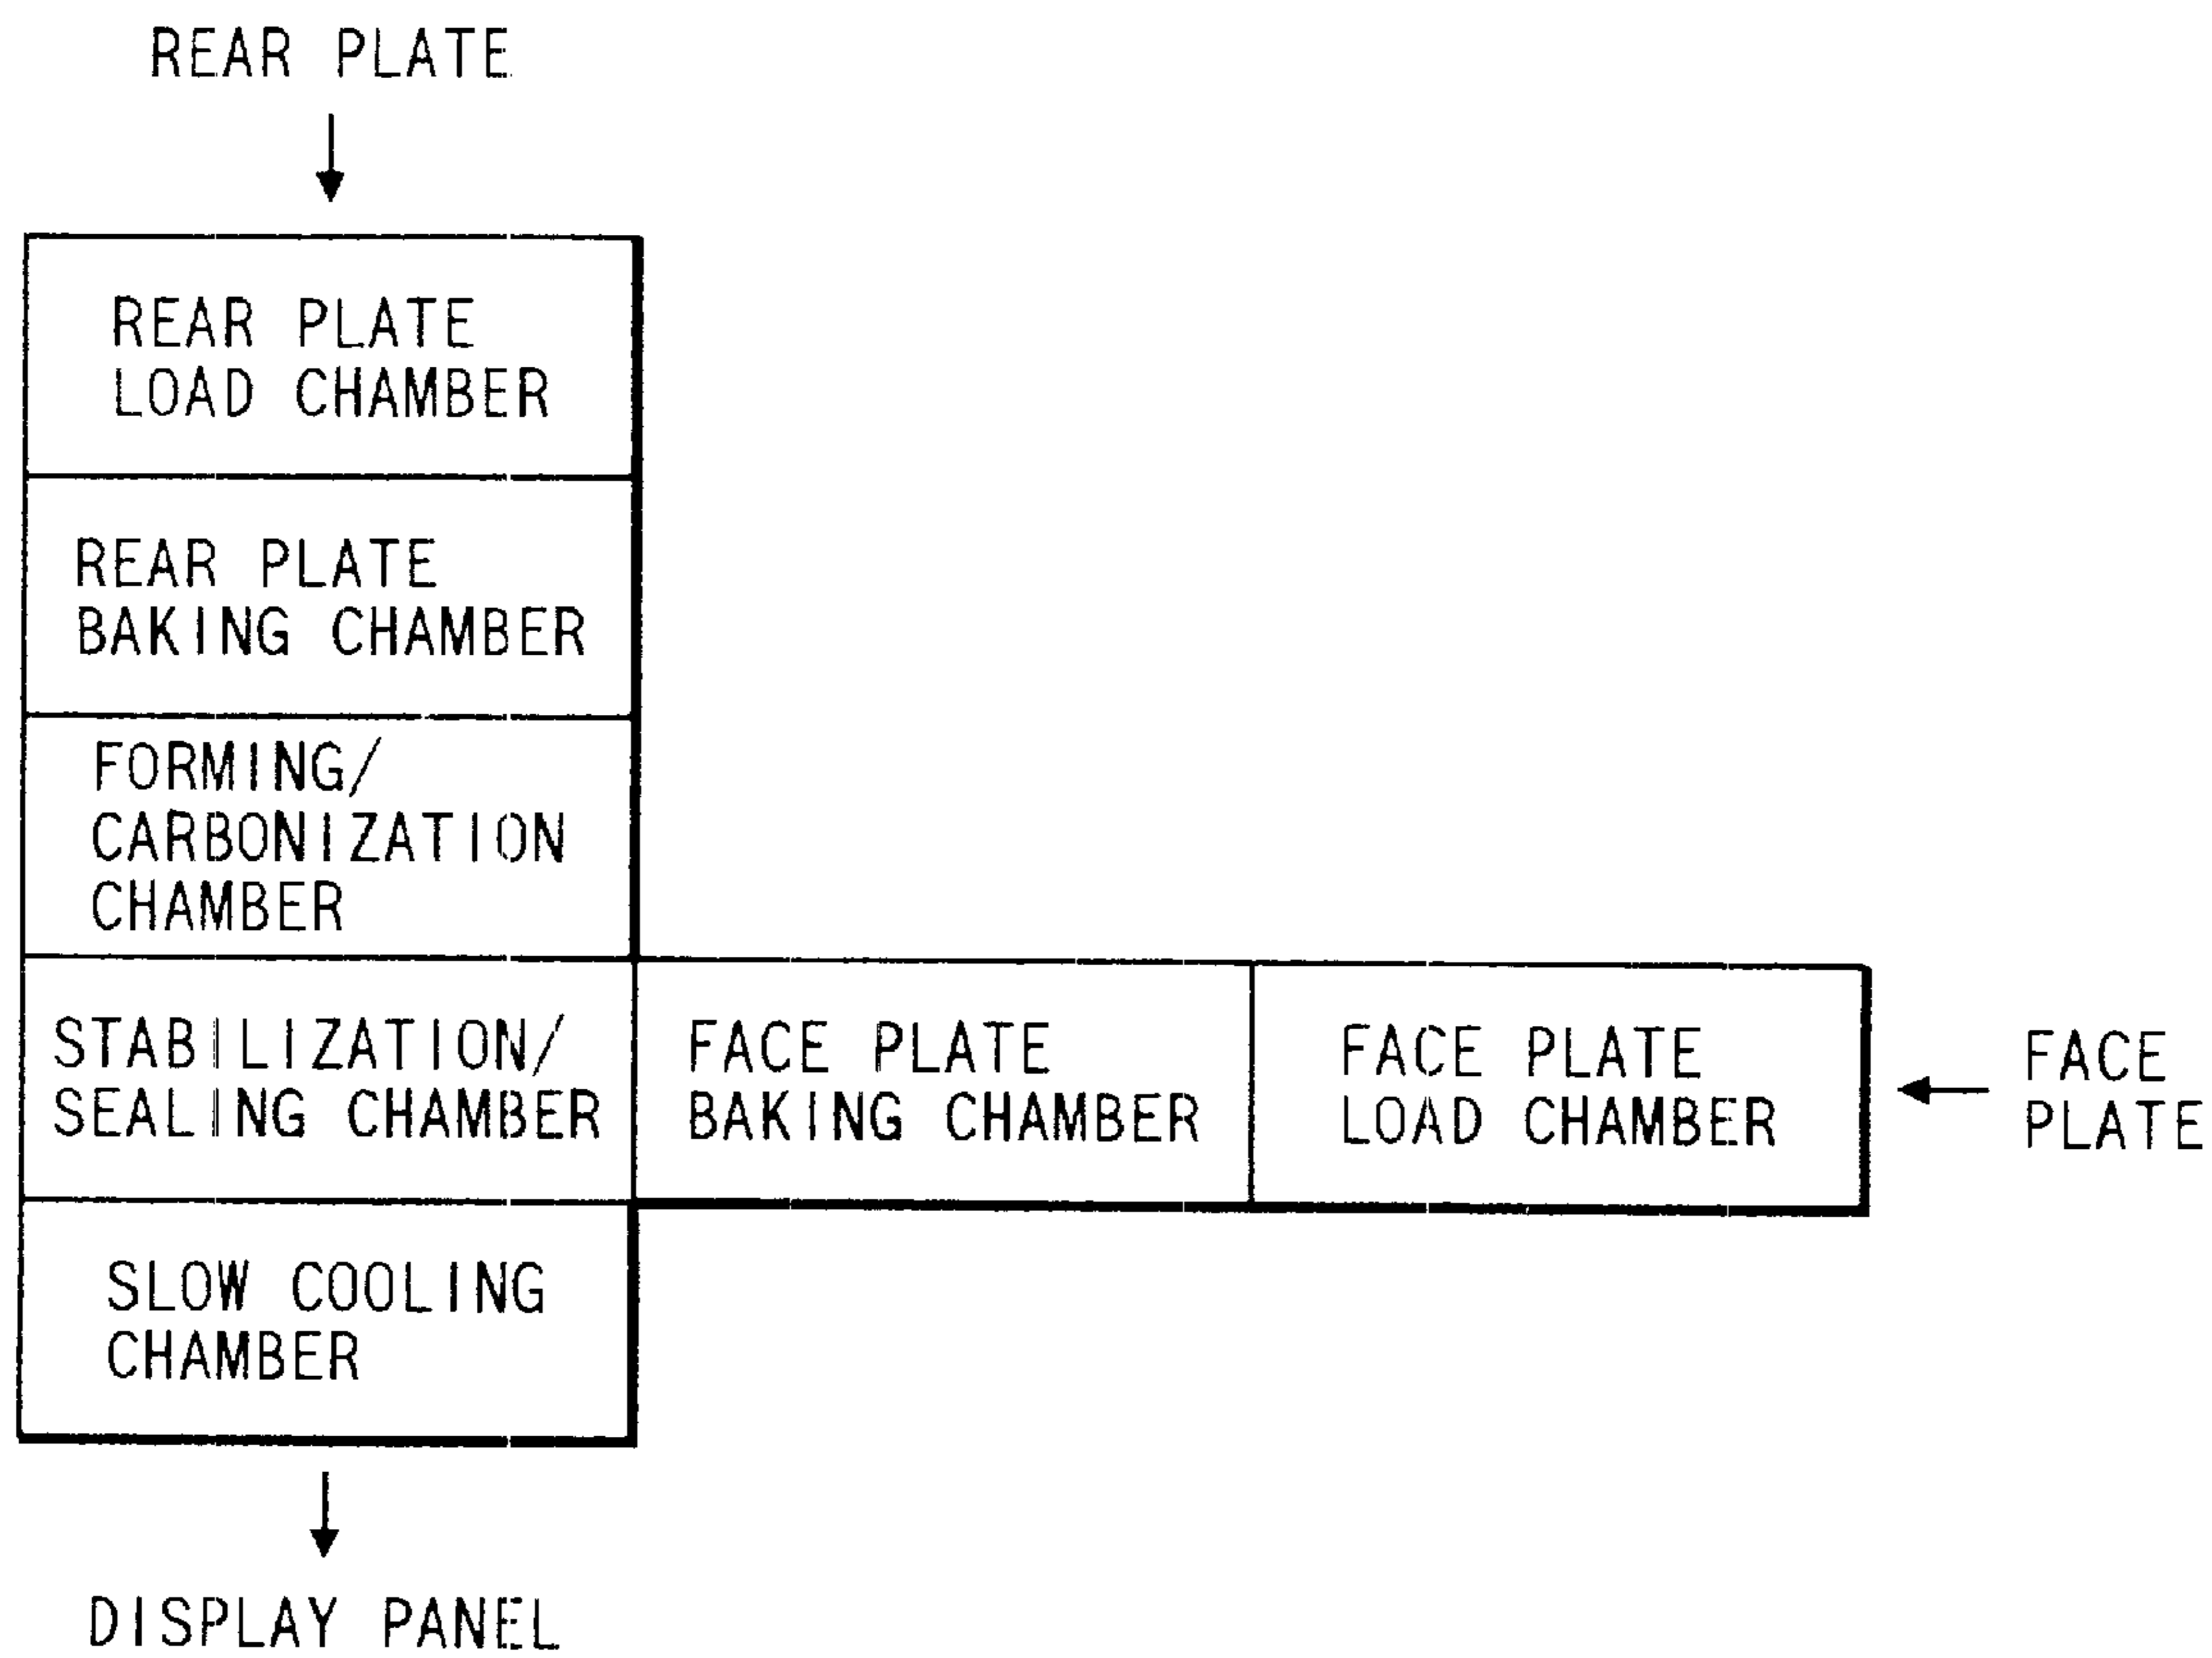 REAR PLATE
REAR PLATE
LOAD CHAMBER
REAR PLATE
BAKING CHAMBER
FORMING/
CARBONIZATION
CHAMBER
STABILIZATION/
SEALING CHAMBER
FACE PLATE
BAKING CHAMBER
FACE PLATE
LOAD CHAMBER
FACE
PLATE
SLOW COOLING
CHAMBER
DISPLAY PANEL